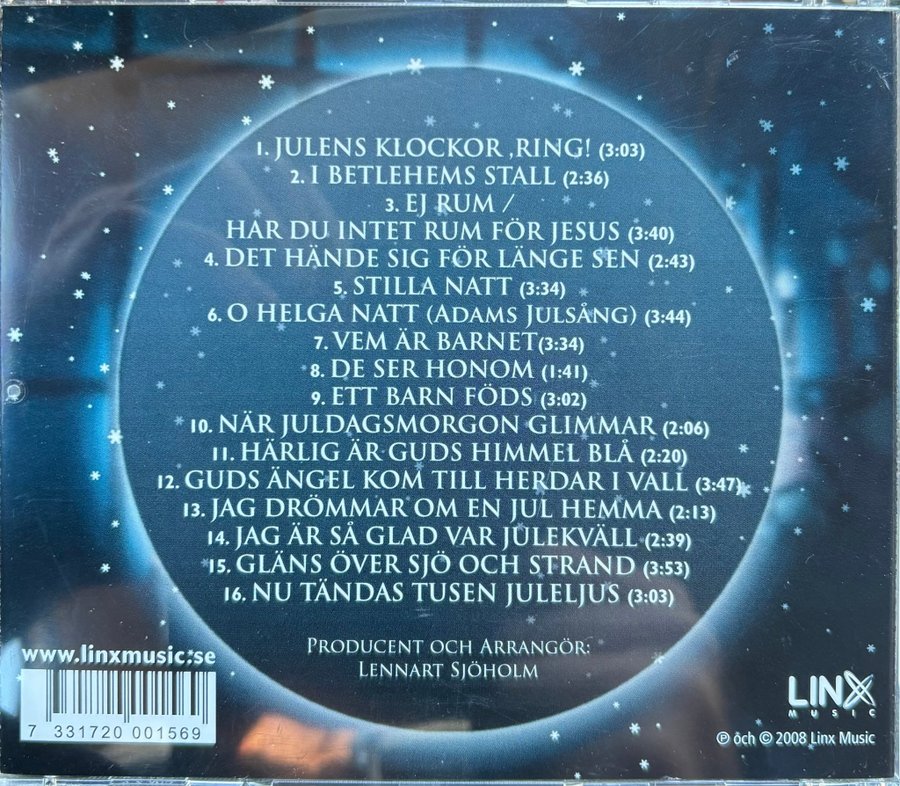 1. JULENS KLOCKOR ,RING! (3:03)
2. I BETLEHEMS STALL (2:36)
3. EJ RUM /
HAR DU INTET RUM FÖR JESUS (3:40)
4. DET HÄNDE SIG FÖR LÄNGE SEN (2:43)
5. STILLA NATT (3:34)
6. O HELGA NATT (ADAMS JULSÅNG) (3:44)
7. VEM ÄR BARNET(3:34)
8. DE SER HONOM (1:41)
9. ETT BARN FÖDS (3:02)
10. NÄR JULDAGSMORGON GLIMMAR (2:06)
11. HÄRLIG ÄR GUDS HIMMEL BLÅ (2:20)
12. GUDS ÄNGEL KOM TILL HERDAR I VALL (3:47)
13. JAG DRÖMMAR OM EN JUL HEMMA (2:13)
14. JAG ÄR SÅ GLAD VAR JULEKVÄLL (2:39)
15. GLÄNS ÖVER SJÖ OCH STRAND (3:53)
16. NU TÄNDAS TUSEN JULELJUS (3:03)
PRODUCENT OCH ARRANGÖR:
LENNART SJÖHOLM
www.linxmusic.se
7 331720 001569
LINX
MUSIC
℗ och © 2008 Linx Music